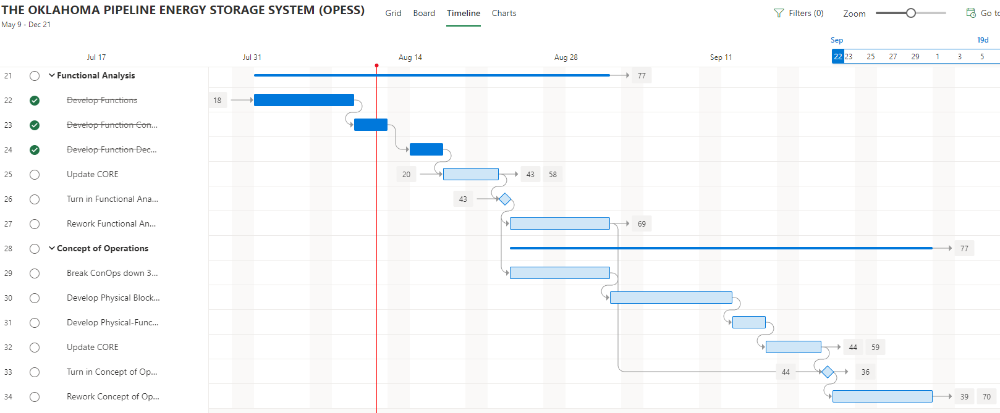 THE OKLAHOMA PIPELINE ENERGY STORAGE SYSTEM (OPESS) Grid Board Timeline Charts Filters (0) Zoom Go to
May 9 - Dec 21
Sep 19d
Jul 17 Jul 31 Aug 14 Aug 28 Sep 11 22 23 25 27 29 1 3 5
21 Functional Analysis 77
22 Develop Functions 18
23 Develop Function Con...
24 Develop Function Dec...
25 Update CORE 20 43 58
26 Turn in Functional Ana... 43
27 Rework Functional An... 69
28 Concept of Operations 77
29 Break ConOps down 3...
30 Develop Physical Block...
31 Develop Physical-Func...
32 Update CORE 44 59
33 Turn in Concept of Op... 44 36
34 Rework Concept of Op... 39 70